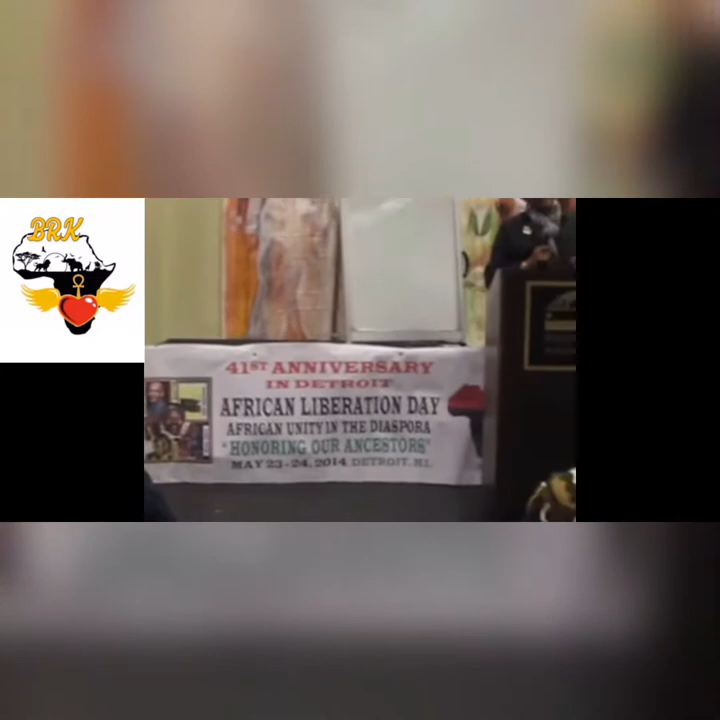 BRK
41ST ANNIVERSARY
IN DETROIT
AFRICAN LIBERATION DAY
AFRICAN UNITY IN THE DIASPORA
"HONORING OUR ANCESTORS"
MAY 23-24, 2014 DETROIT, MI.